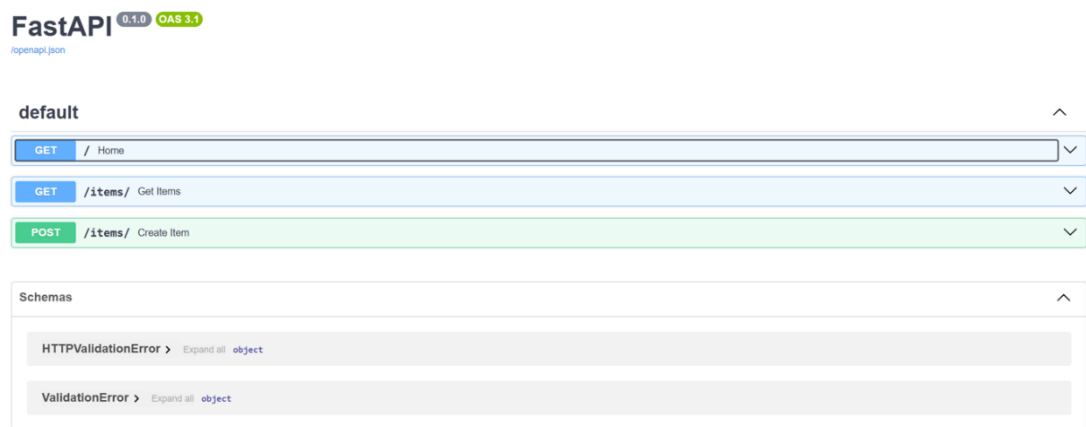 FastAPI 0.1.0 OAS 3.1
/openapi.json
default
GET / Home
GET /items/ Get Items
POST /items/ Create Item
Schemas
HTTPValidationError Expand all object
ValidationError Expand all object